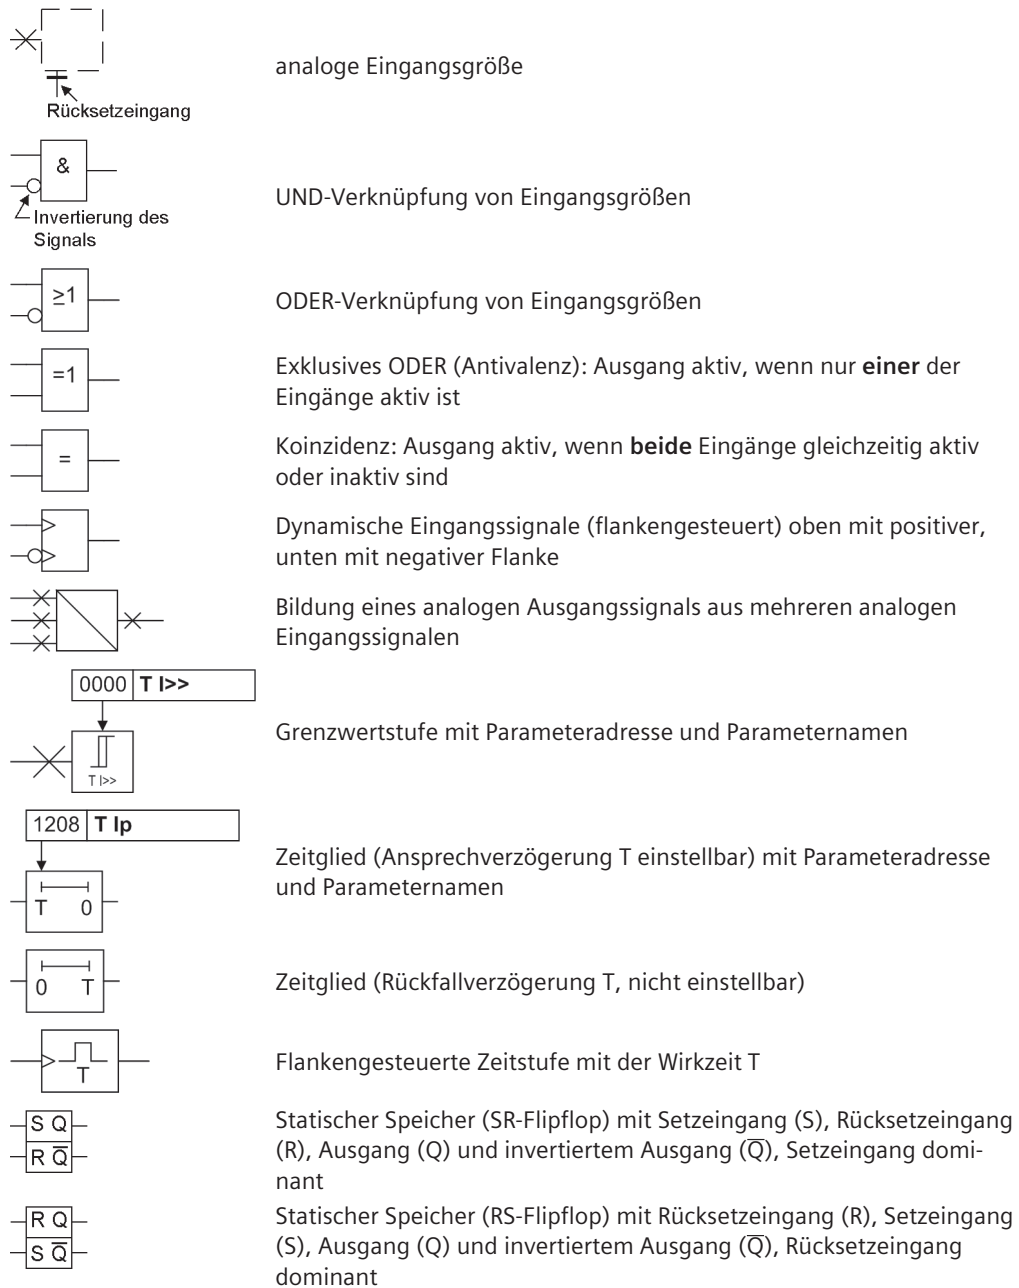 analoge Eingangsgröße
Rücksetzeingang
&
UND-Verknüpfung von Eingangsgrößen
Invertierung des
Signals
≥1
ODER-Verknüpfung von Eingangsgrößen
=1
Exklusives ODER (Antivalenz): Ausgang aktiv, wenn nur einer der
Eingänge aktiv ist
=
Koinzidenz: Ausgang aktiv, wenn beide Eingänge gleichzeitig aktiv
oder inaktiv sind
Dynamische Eingangssignale (flankengesteuert) oben mit positiver,
unten mit negativer Flanke
Bildung eines analogen Ausgangssignals aus mehreren analogen
Eingangssignalen
0000 T I>>
Grenzwertstufe mit Parameteradresse und Parameternamen
T I>>
1208 T Ip
Zeitglied (Ansprechverzögerung T einstellbar) mit Parameteradresse
und Parameternamen
T 0
Zeitglied (Rückfallverzögerung T, nicht einstellbar)
0 T
Flankengesteuerte Zeitstufe mit der Wirkzeit T
T
S Q
R Q̅
Statischer Speicher (SR-Flipflop) mit Setzeingang (S), Rücksetzeingang
(R), Ausgang (Q) und invertiertem Ausgang (Q̅), Setzeingang domi-
nant
R Q
S Q̅
Statischer Speicher (RS-Flipflop) mit Rücksetzeingang (R), Setzeingang
(S), Ausgang (Q) und invertiertem Ausgang (Q̅), Rücksetzeingang
dominant